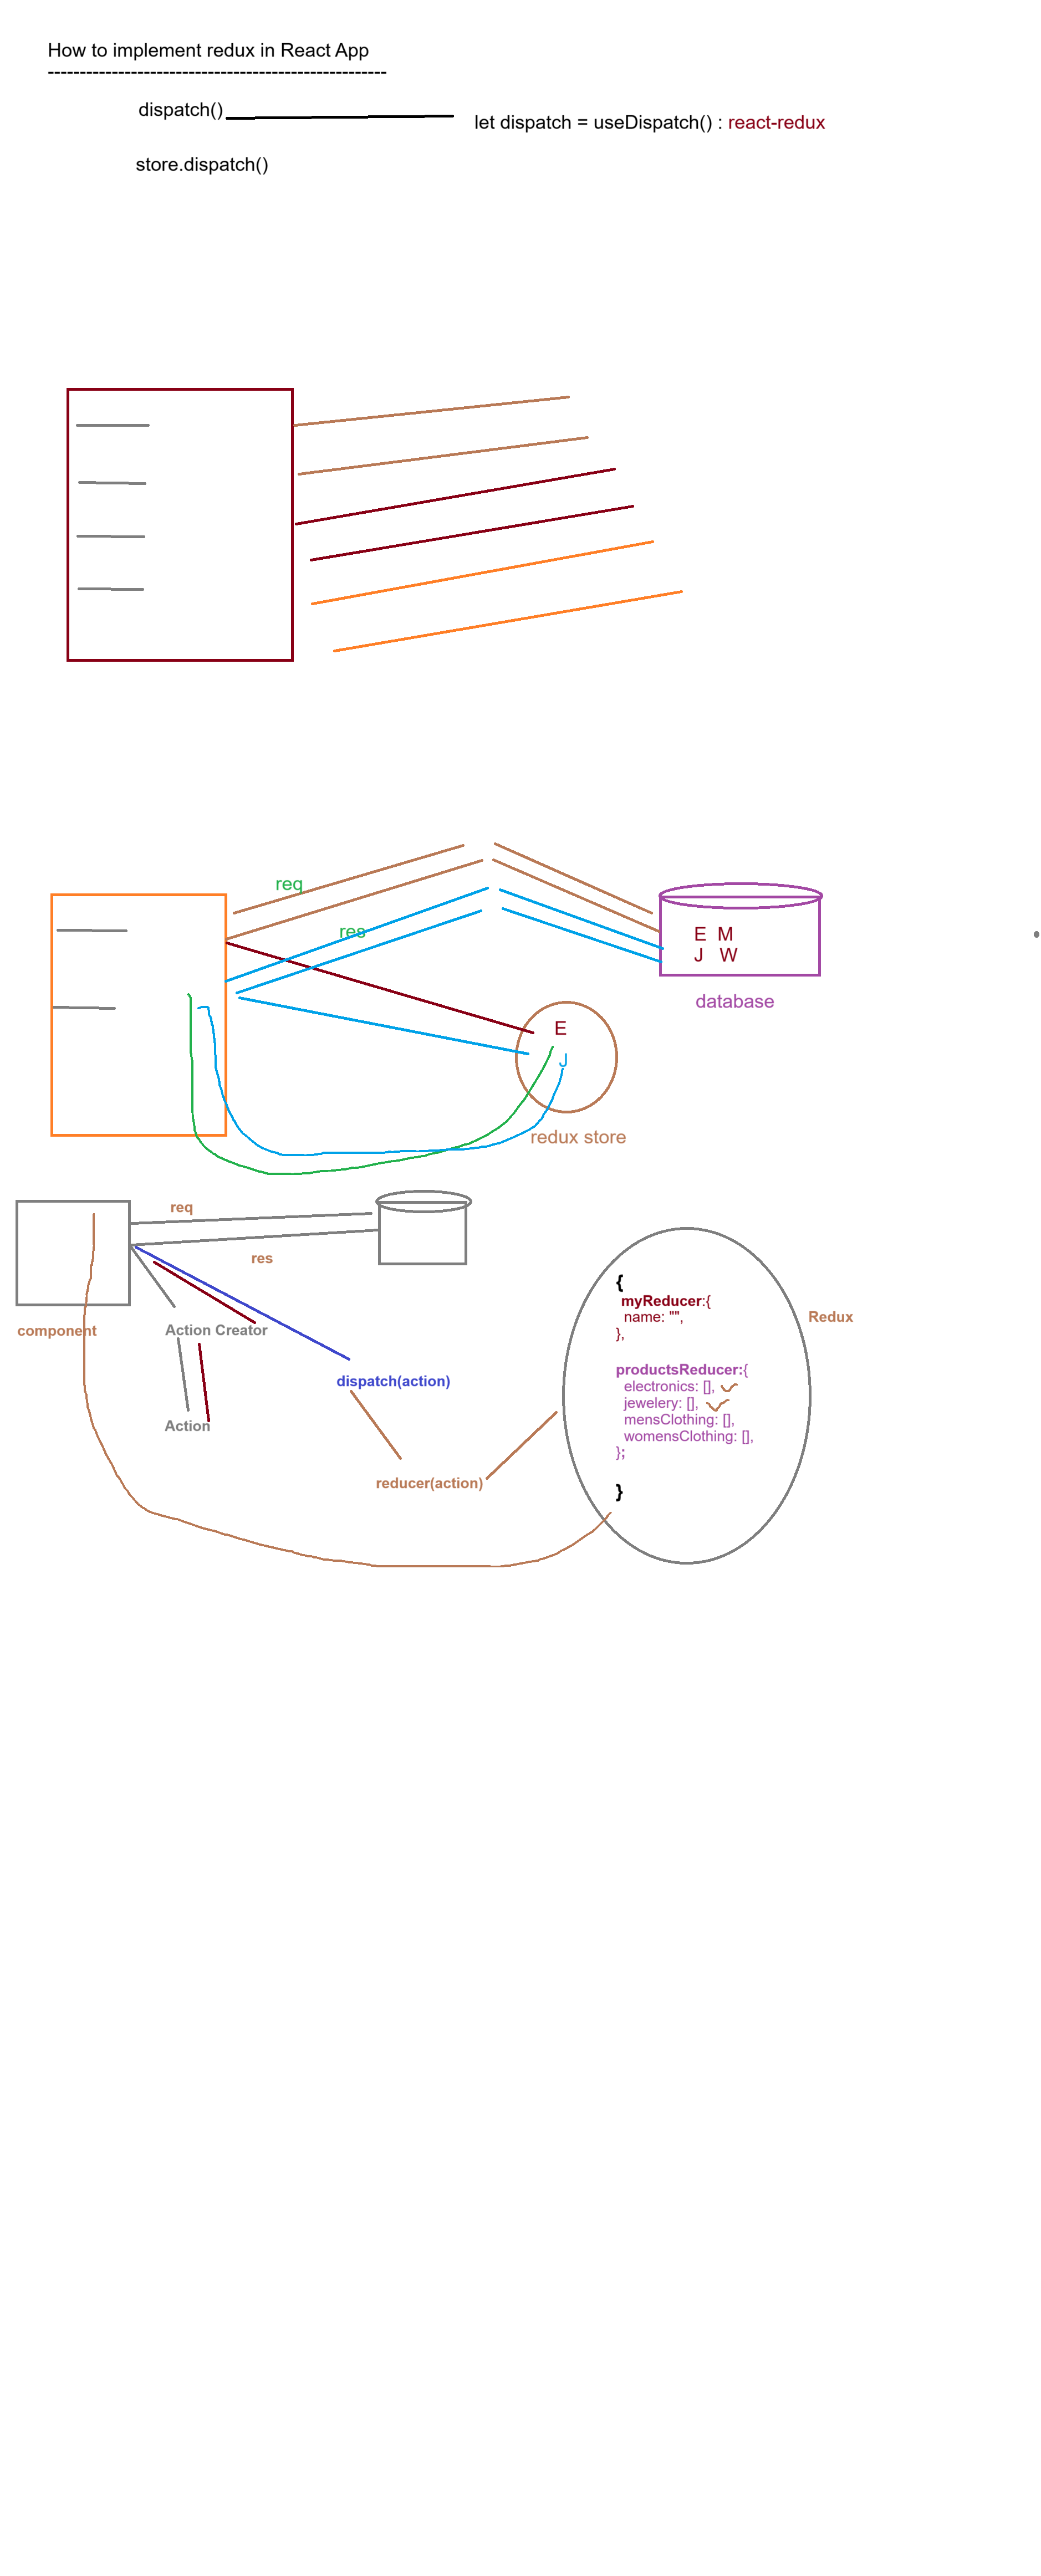 How to implement redux in React App
-----------------------------------------------------
dispatch()
let dispatch = useDispatch() : react-redux
store.dispatch()
req
res
E M
J W
database
E
J
redux store
req
res
component
Action Creator
Action
dispatch(action)
reducer(action)
{
myReducer:{
name: "",
},
productsReducer:{
electronics: [],
jewelery: [],
mensClothing: [],
womensClothing: [],
};
}
Redux